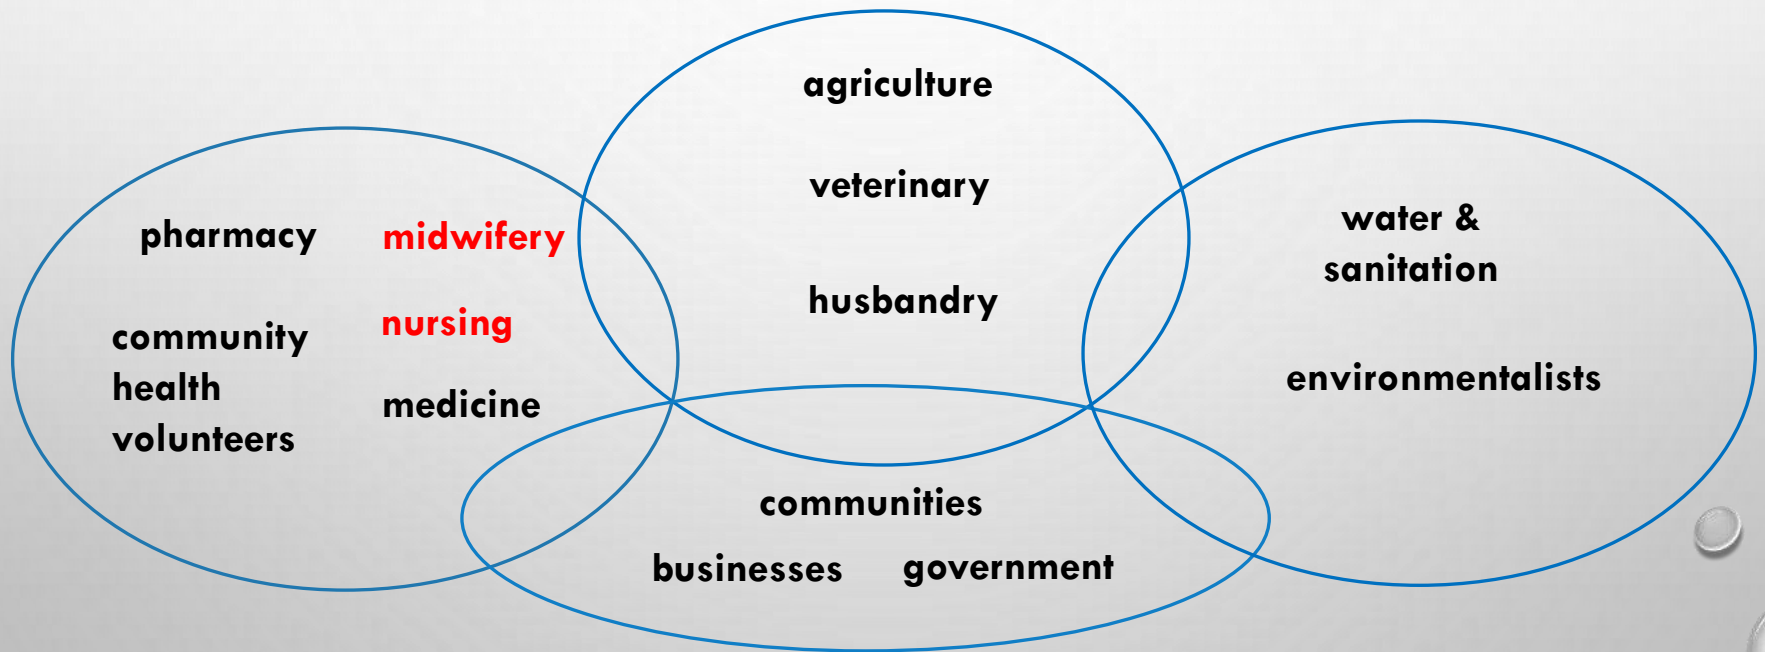 agriculture
veterinary
husbandry
pharmacy
midwifery
community
health
volunteers
nursing
medicine
water &
sanitation
environmentalists
communities
businesses
government